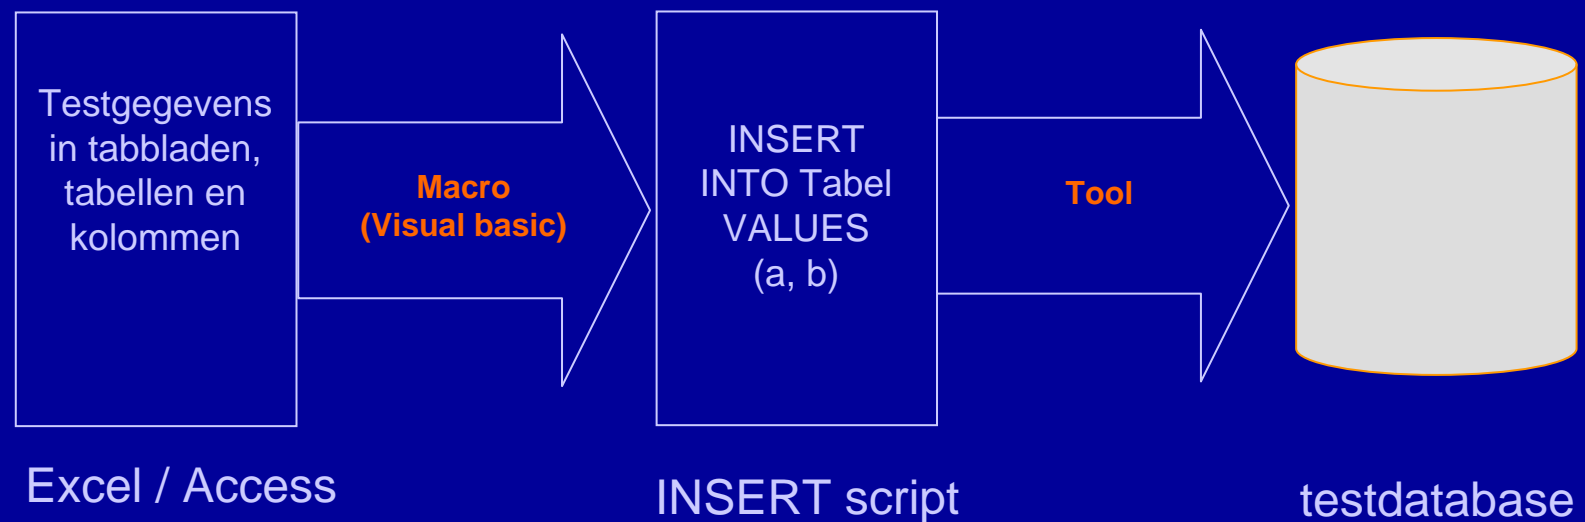 Testgegevens
in tabbladen,
tabellen en
kolommen
Macro
(Visual basic)
INSERT
INTO Tabel
VALUES
(a, b)
Tool
Excel / Access
INSERT script
testdatabase